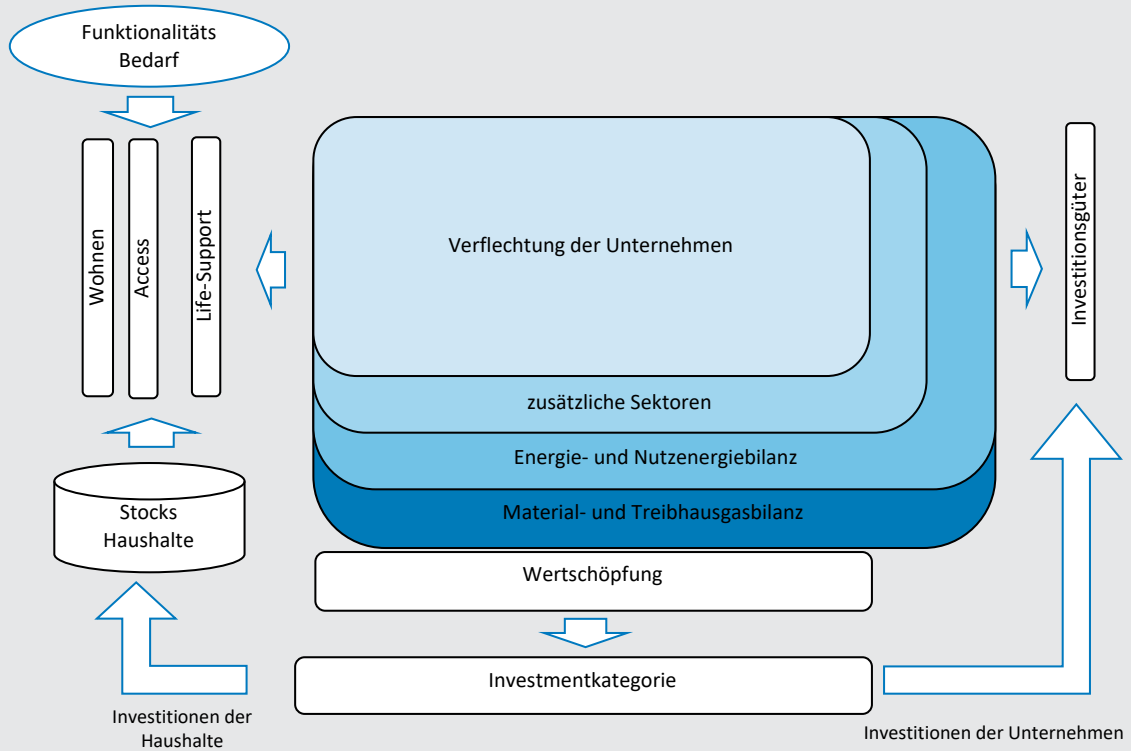 Funktionalitäts
Bedarf
Wohnen
Access
Life-Support
Verflechtung der Unternehmen
zusätzliche Sektoren
Energie- und Nutzenergiebilanz
Material- und Treibhausgasbilanz
Investitionsgüter
Stocks
Haushalte
Wertschöpfung
Investmentkategorie
Investitionen der
Haushalte
Investitionen der Unternehmen